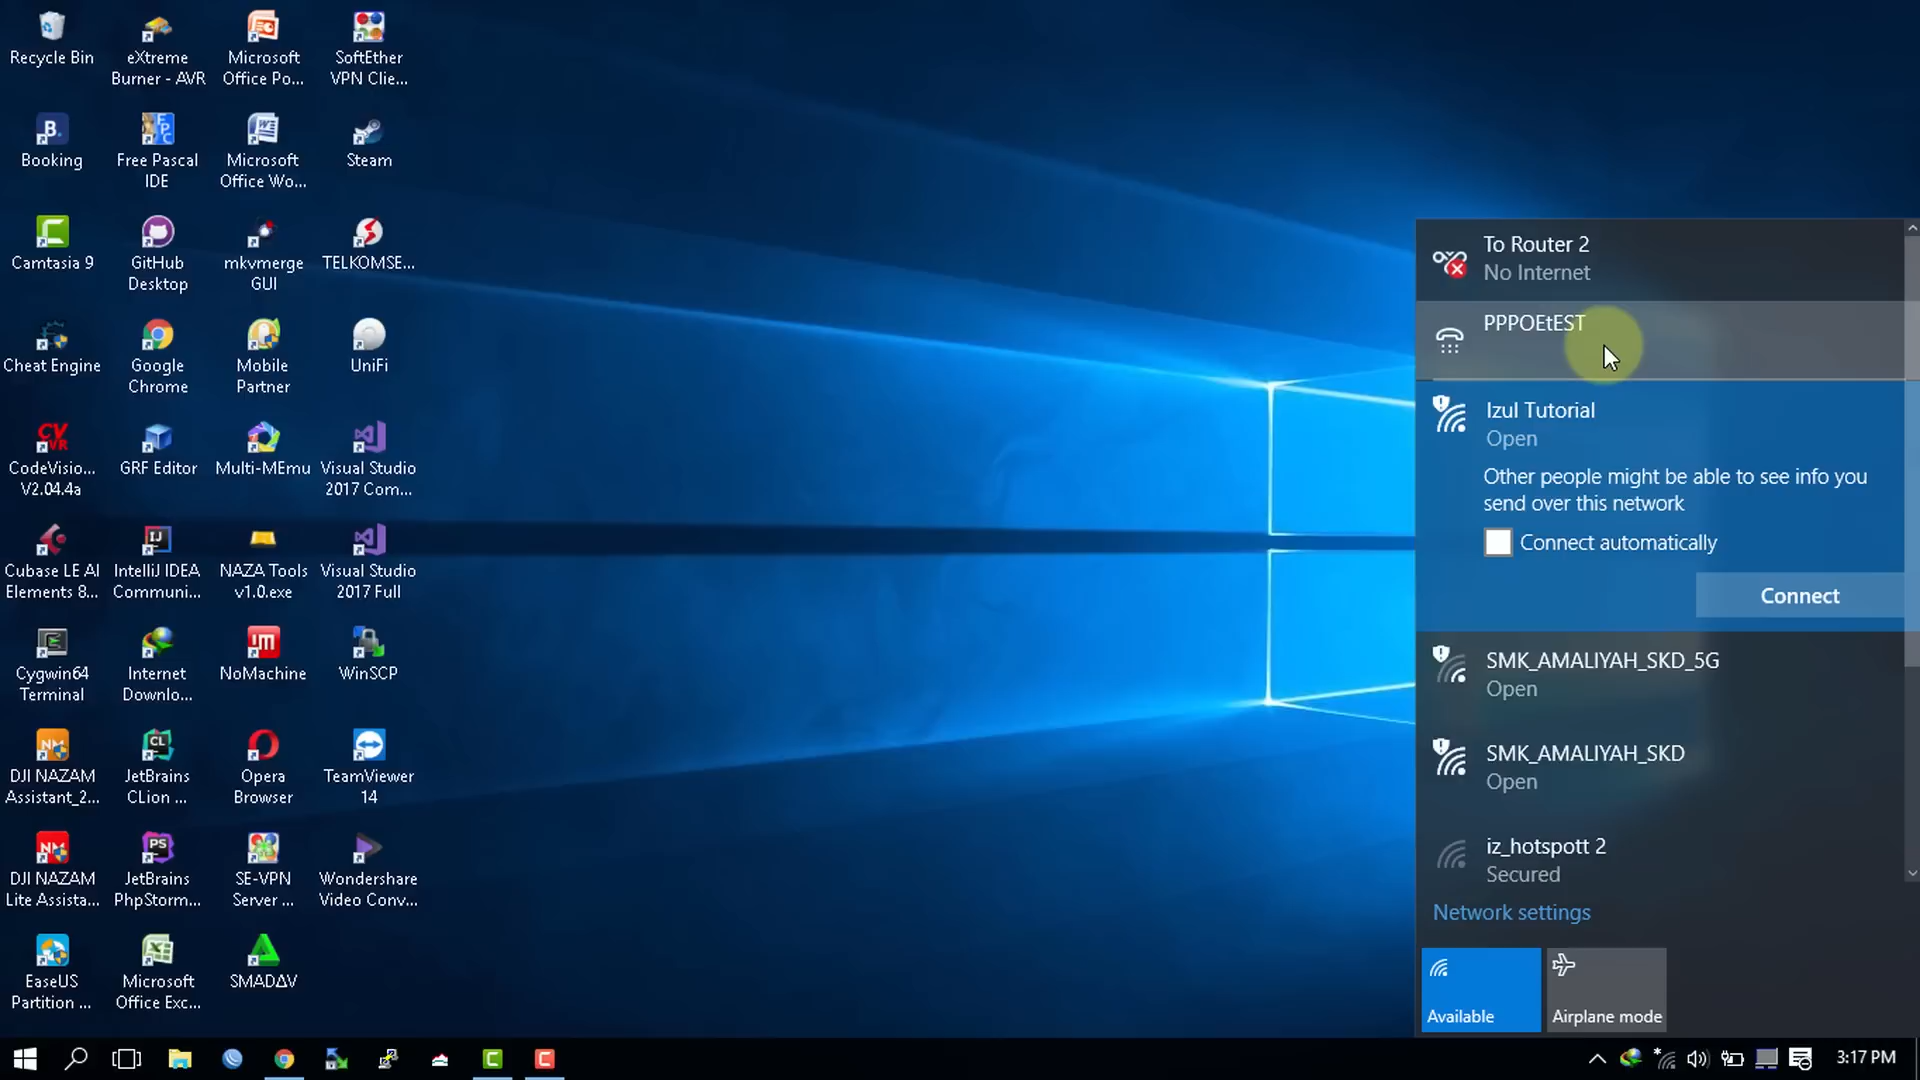 Recycle Bin
eXtreme
Burner - AVR
Microsoft
Office Po...
SoftEther
VPN Clie...
Booking
Free Pascal
IDE
Microsoft
Office Wo...
Steam
Camtasia 9
GitHub
Desktop
mkvmerge
GUI
TELKOMSE...
Cheat Engine
Google
Chrome
Mobile
Partner
UniFi
CodeVisio...
V2.04.4a
GRF Editor
Multi-MEmu
Visual Studio
2017 Com...
Cubase LE AI
Elements 8...
IntelliJ IDEA
Communi...
NAZA Tools
v1.0.exe
Visual Studio
2017 Full
Cygwin64
Terminal
Internet
Downlo...
NoMachine
WinSCP
DJI NAZAM
Assistant_2...
JetBrains
CLion ...
Opera
Browser
TeamViewer
14
DJI NAZAM
Lite Assista...
JetBrains
PhpStorm...
SE-VPN
Server ...
Wondershare
Video Conv...
EaseUS
Partition ...
Microsoft
Office Exc...
SMADΔV
To Router 2
No Internet
PPPOEtEST
Izul Tutorial
Open
Other people might be able to see info you
send over this network
Connect automatically
Connect
SMK_AMALIYAH_SKD_5G
Open
SMK_AMALIYAH_SKD
Open
iz_hotspott 2
Secured
Network settings
Available
Airplane mode
3:17 PM